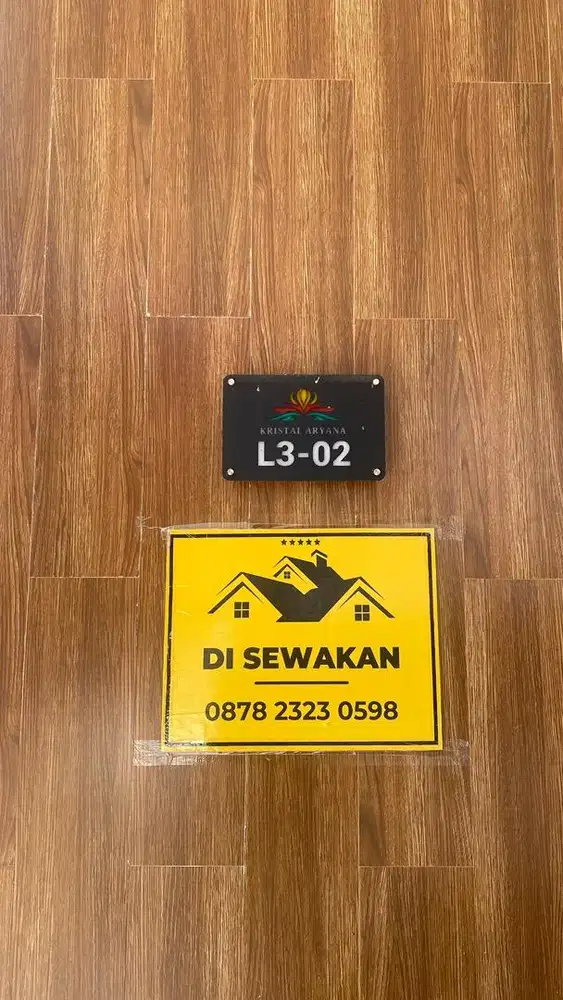 KRISTAL ARYANA
L3-02
DI SEWAKAN
0878 2323 0598